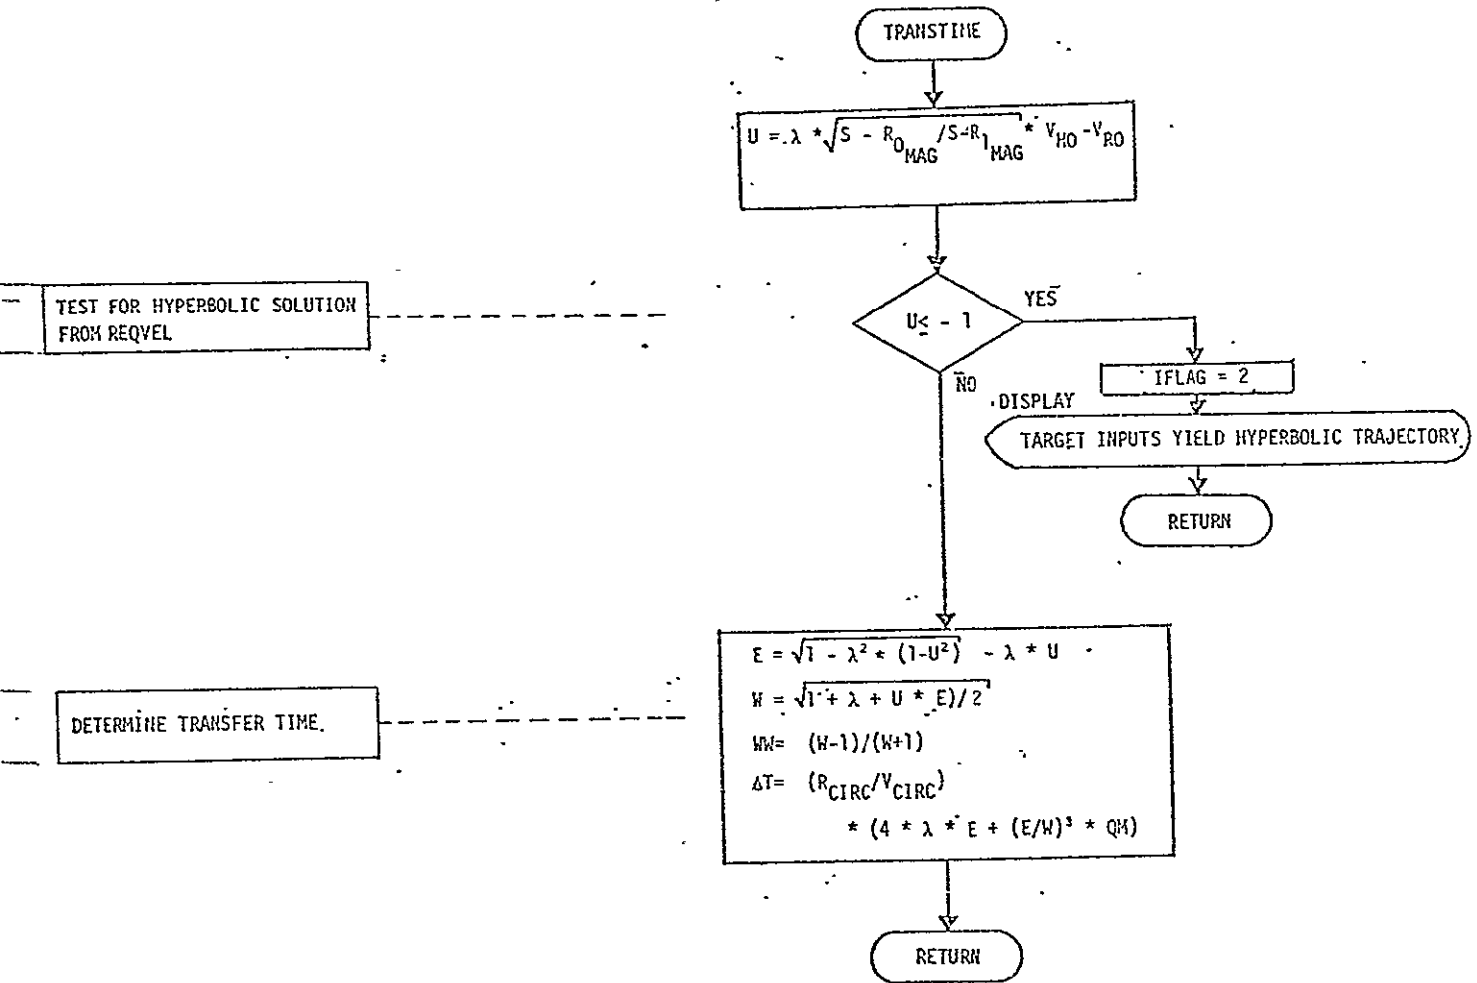 TRANSTIME
U = λ * √S - R0MAG /S-R1MAG * VHO -VRO
TEST FOR HYPERBOLIC SOLUTION
FROM REQVEL
U≤ - 1
YES
NO
IFLAG = 2
DISPLAY
TARGET INPUTS YIELD HYPERBOLIC TRAJECTORY
RETURN
DETERMINE TRANSFER TIME.
E = √1 - λ² * (1-U²) - λ * U
W = √1 + λ + U * E)/2
WW= (W-1)/(W+1)
ΔT= (RCIRC/VCIRC)
* (4 * λ * E + (E/W)³ * QM)
RETURN